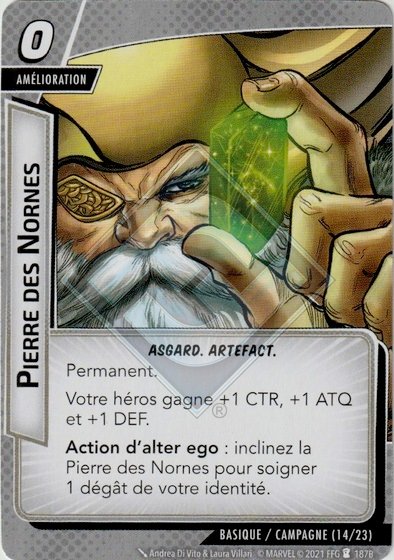 0
AMÉLIORATION
PIERRE DES NORNES
ASGARD. ARTEFACT.
Permanent.
Votre héros gagne +1 CTR, +1 ATQ
et +1 DEF.
Action d'alter ego : inclinez la
Pierre des Nornes pour soigner
1 dégât de votre identité.
®
BASIQUE / CAMPAGNE (14/23)
Andrea Di Vito & Laura Villari © MARVEL © 2021 FFG 187B